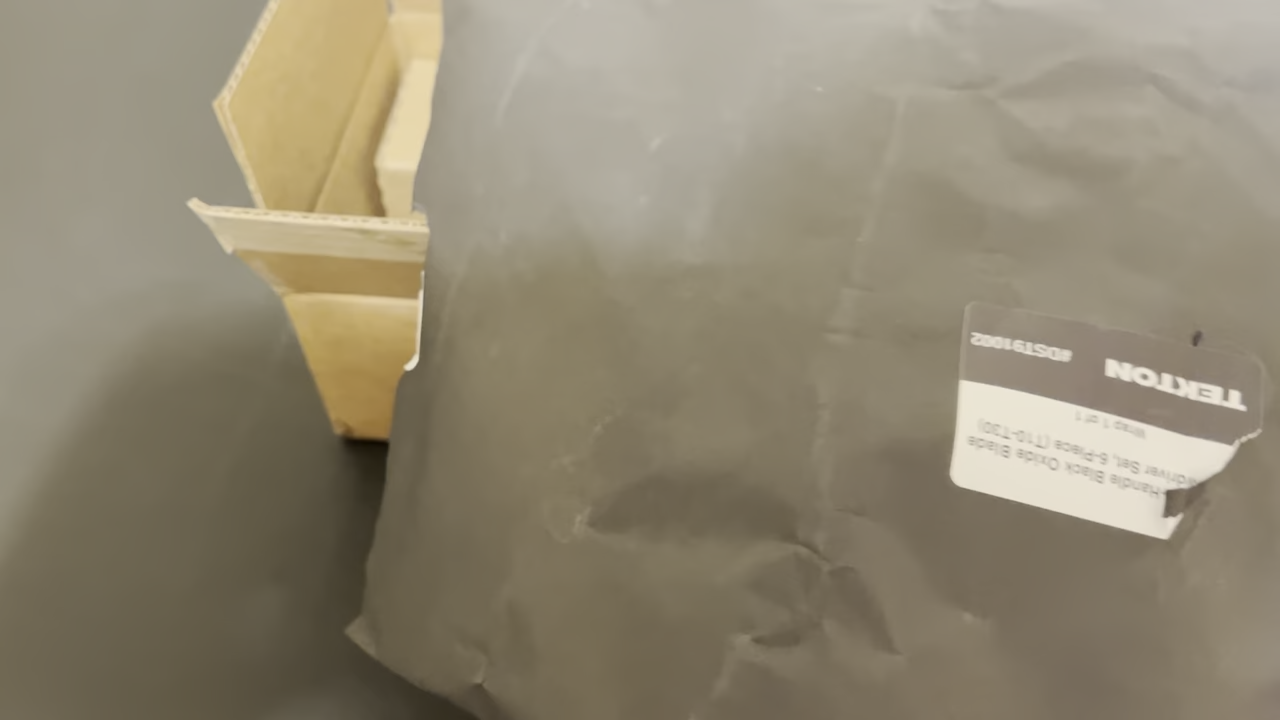 TEKTON #DST91002
Wrap 1 of 1
Handle Black Oxide Blade
driver Set, 6-Piece (T10-T30)